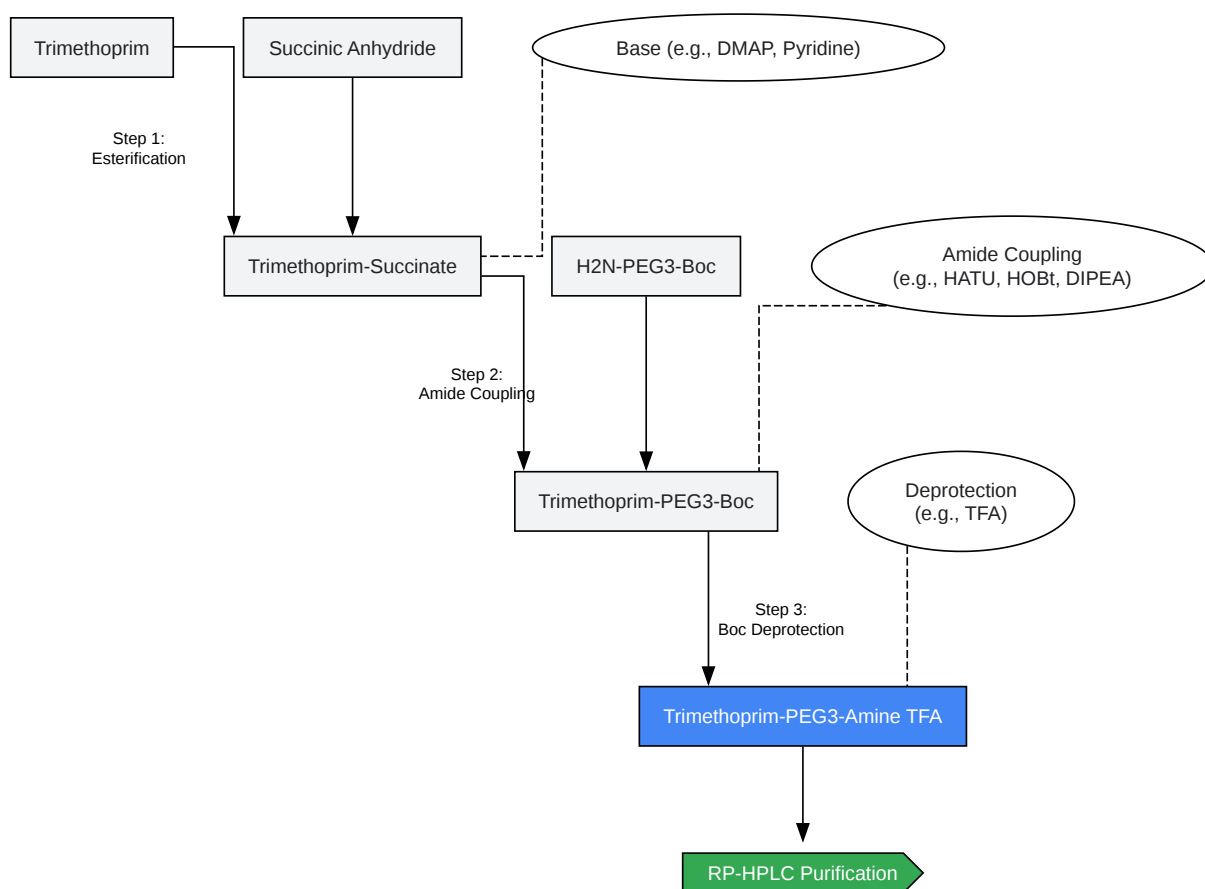 Trimethoprim
Succinic Anhydride
Base (e.g., DMAP, Pyridine)
Step 1:
Esterification
Trimethoprim-Succinate
H2N-PEG3-Boc
Amide Coupling
(e.g., HATU, HOBt, DIPEA)
Step 2:
Amide Coupling
Trimethoprim-PEG3-Boc
Deprotection
(e.g., TFA)
Step 3:
Boc Deprotection
Trimethoprim-PEG3-Amine TFA
RP-HPLC Purification